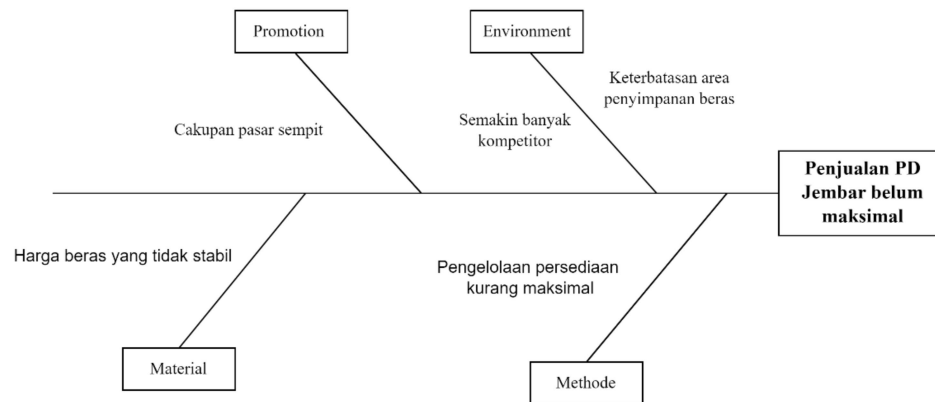 Promotion
Environment
Keterbatasan area
penyimpanan beras
Semakin banyak
kompetitor
Cakupan pasar sempit
Penjualan PD
Jembar belum
maksimal
Harga beras yang tidak stabil
Pengelolaan persediaan
kurang maksimal
Material
Methode